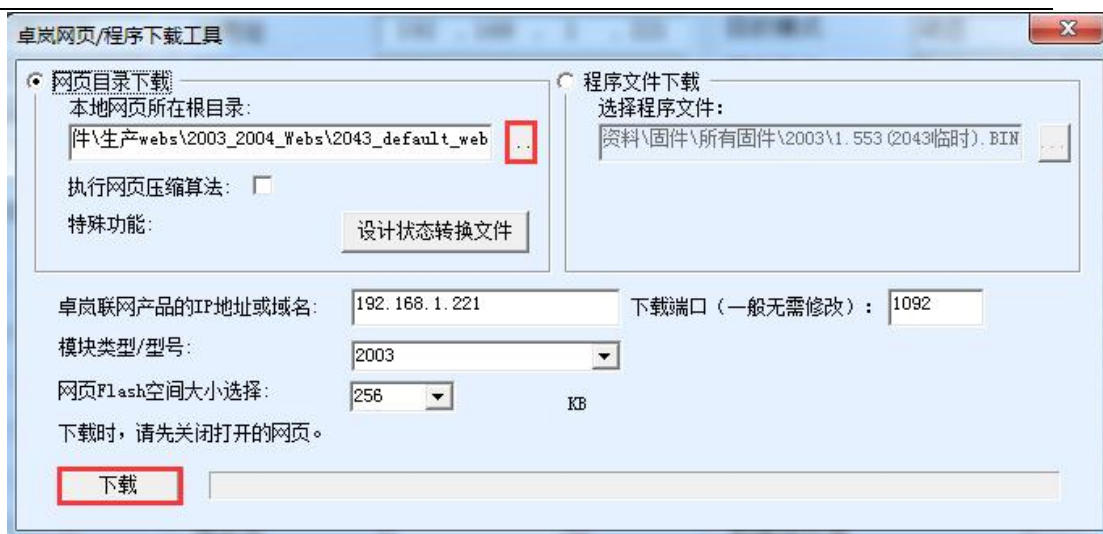 卓岚网页/程序下载工具
网页目录下载
本地网页所在根目录:
件\生产webs\2003_2004_Webs\2043_default_web
..
执行网页压缩算法:
特殊功能:
设计状态转换文件
程序文件下载
选择程序文件:
资料\固件\所有固件\2003\1.553(2043临时).BIN
...
卓岚联网产品的IP地址或域名:
192.168.1.221
下载端口（一般无需修改）:
1092
模块类型/型号:
2003
网页Flash空间大小选择:
256
KB
下载时，请先关闭打开的网页。
下载